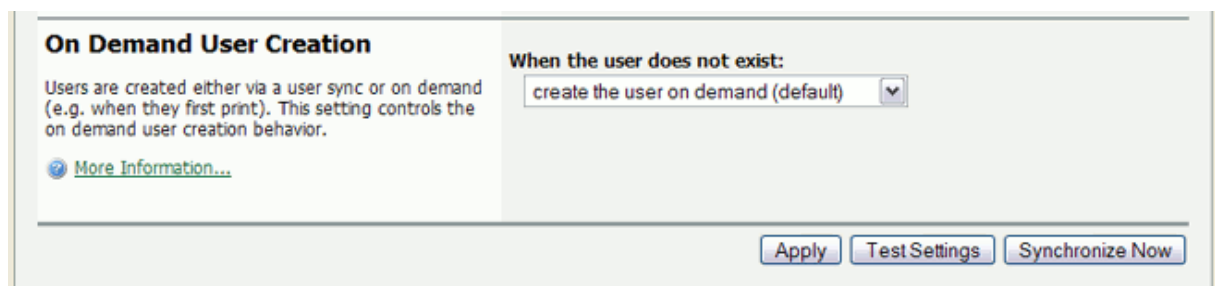 On Demand User Creation
Users are created either via a user sync or on demand
(e.g. when they first print). This setting controls the
on demand user creation behavior.
More Information...
When the user does not exist:
create the user on demand (default)
Apply
Test Settings
Synchronize Now